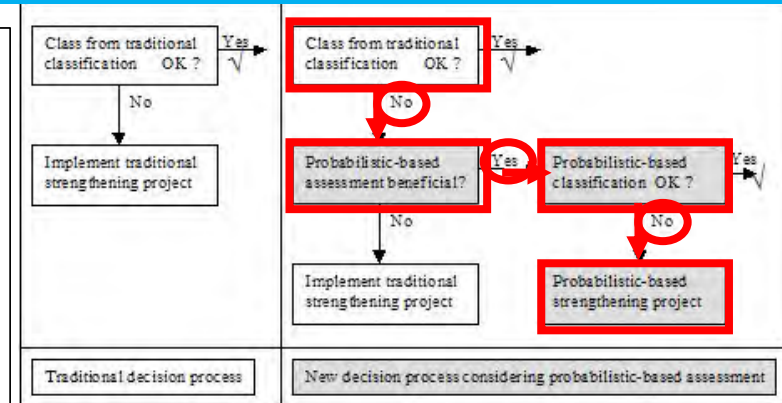 Class from traditional
classification OK ?
Yes
√
No
Implement traditional
strengthening project
Traditional decision process
Class from traditional
classification OK ?
Yes
√
No
Probabilistic-based
assessment beneficial?
Yes
Probabilistic-based
classification OK ?
Yes
√
No
No
Implement traditional
strengthening project
Probabilistic-based
strengthening project
New decision process considering probabilistic-based assessment